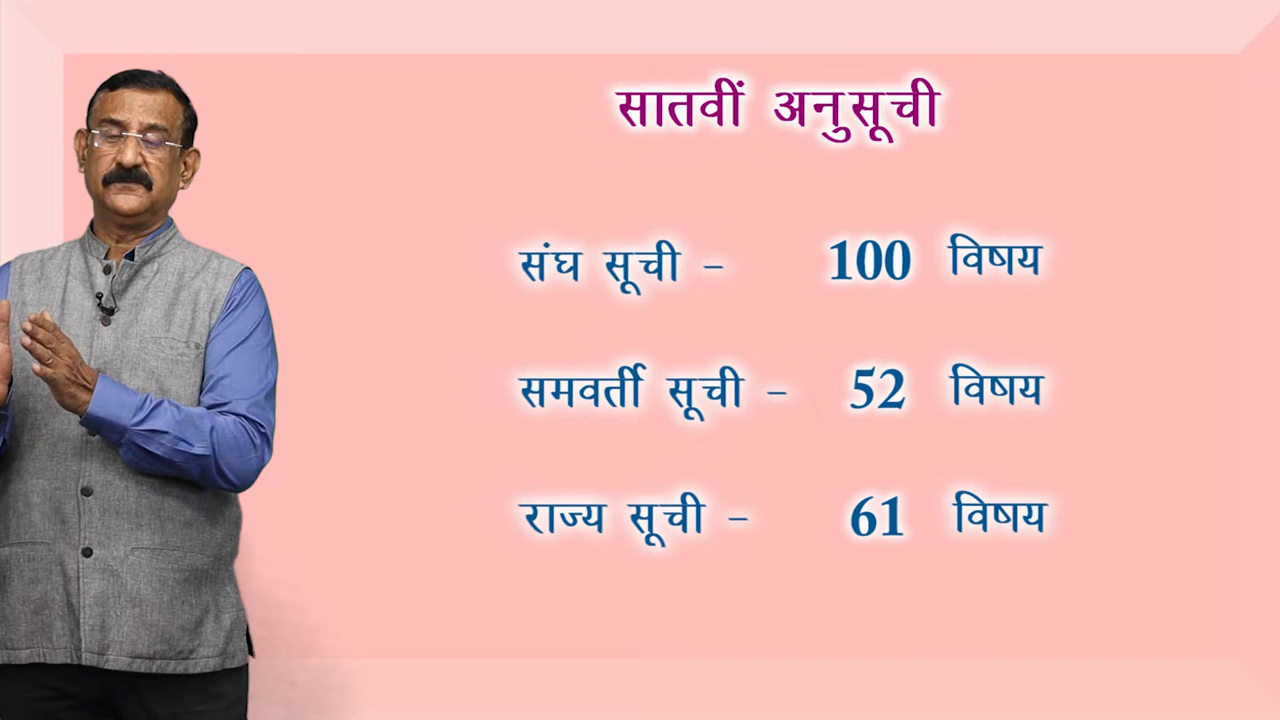 सातवीं अनुसूची
संघ सूची - 100 विषय
समवर्ती सूची - 52 विषय
राज्य सूची - 61 विषय